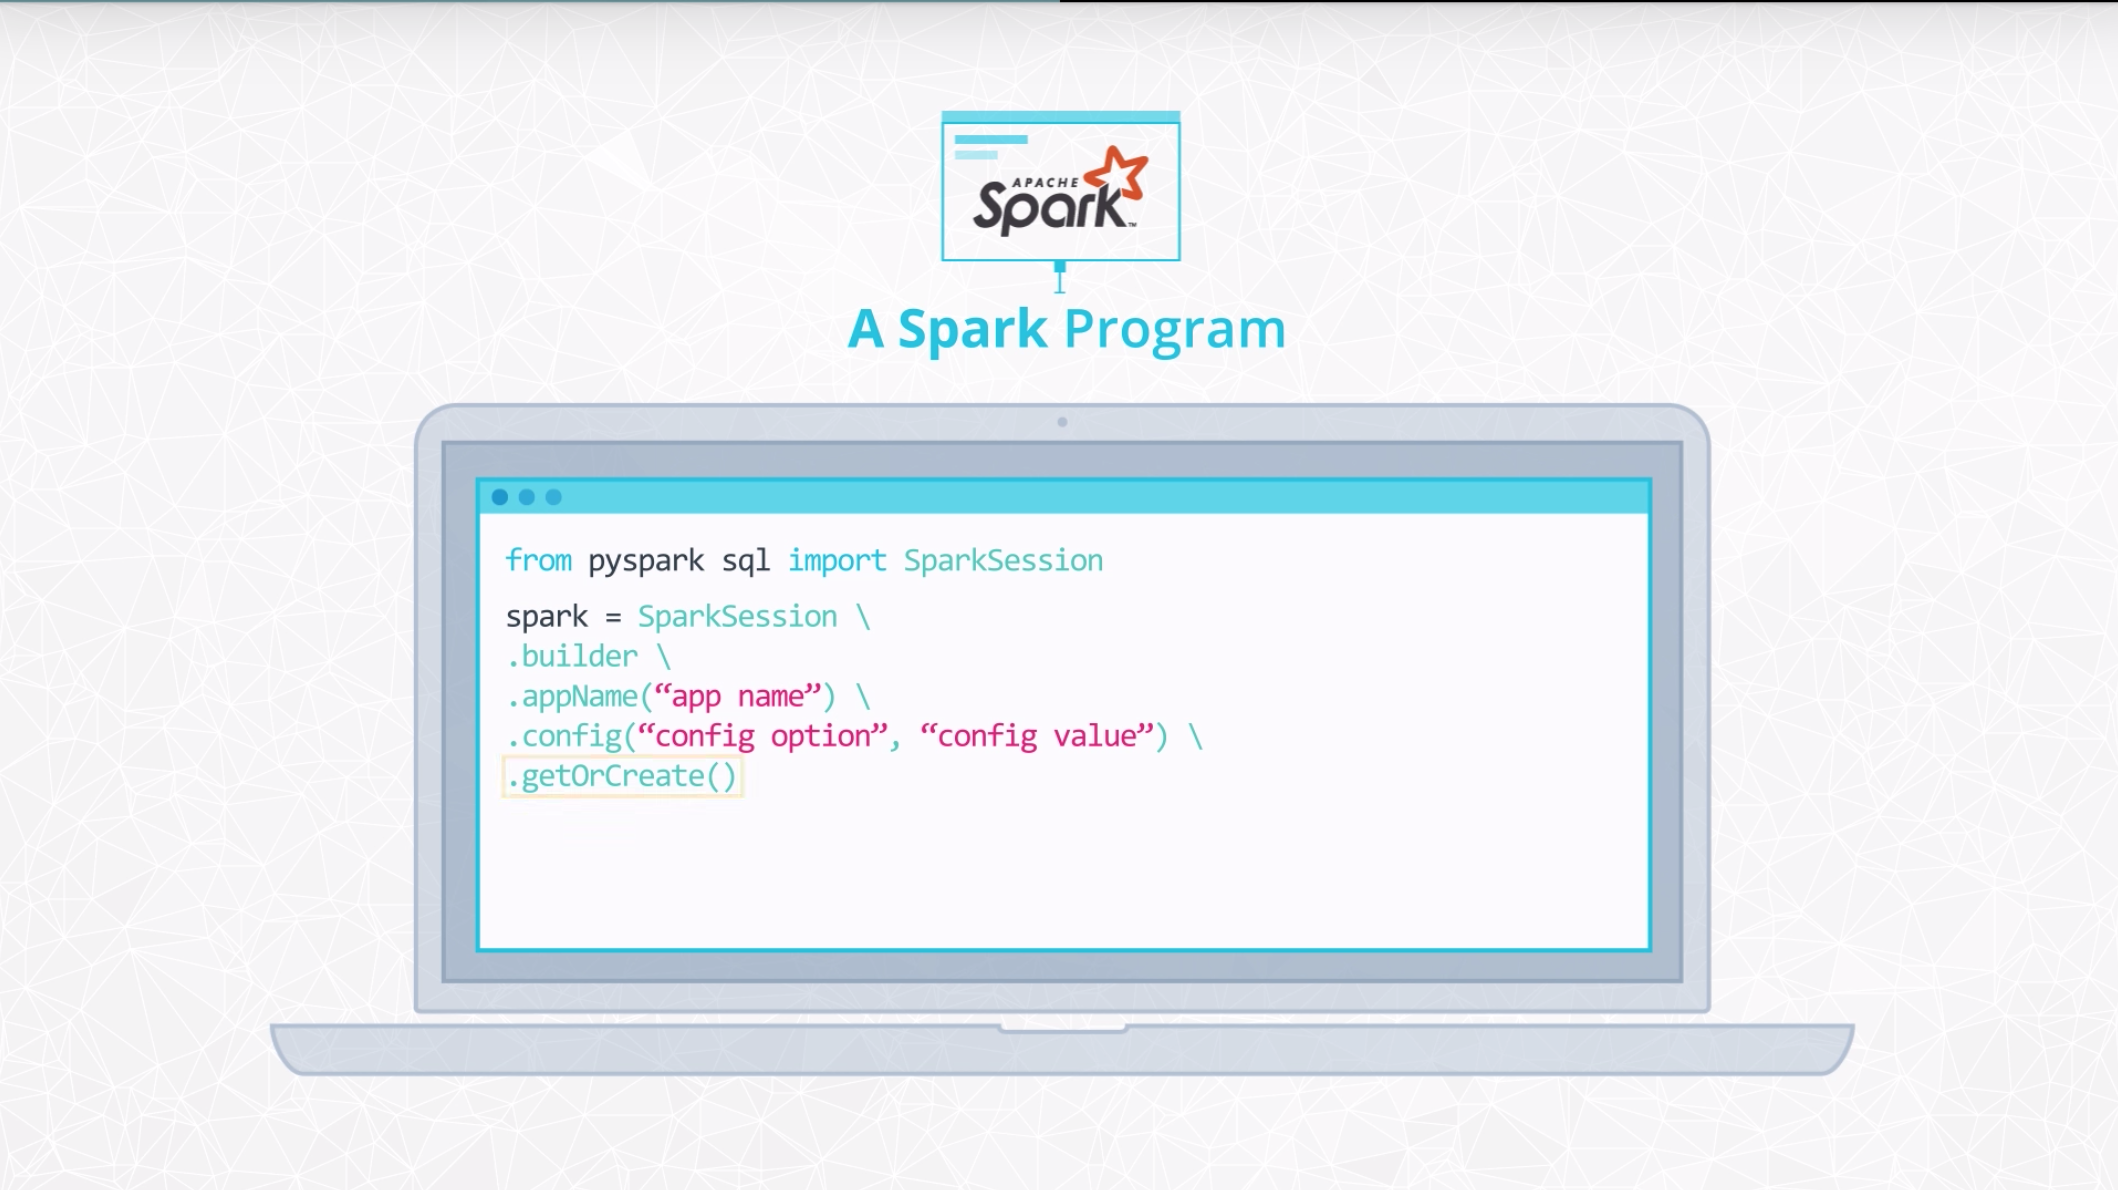 APACHE
Spark™
A Spark Program
from pyspark sql import SparkSession
spark = SparkSession \
.builder \
.appName(“app name”) \
.config(“config option”, “config value”) \
.getOrCreate()